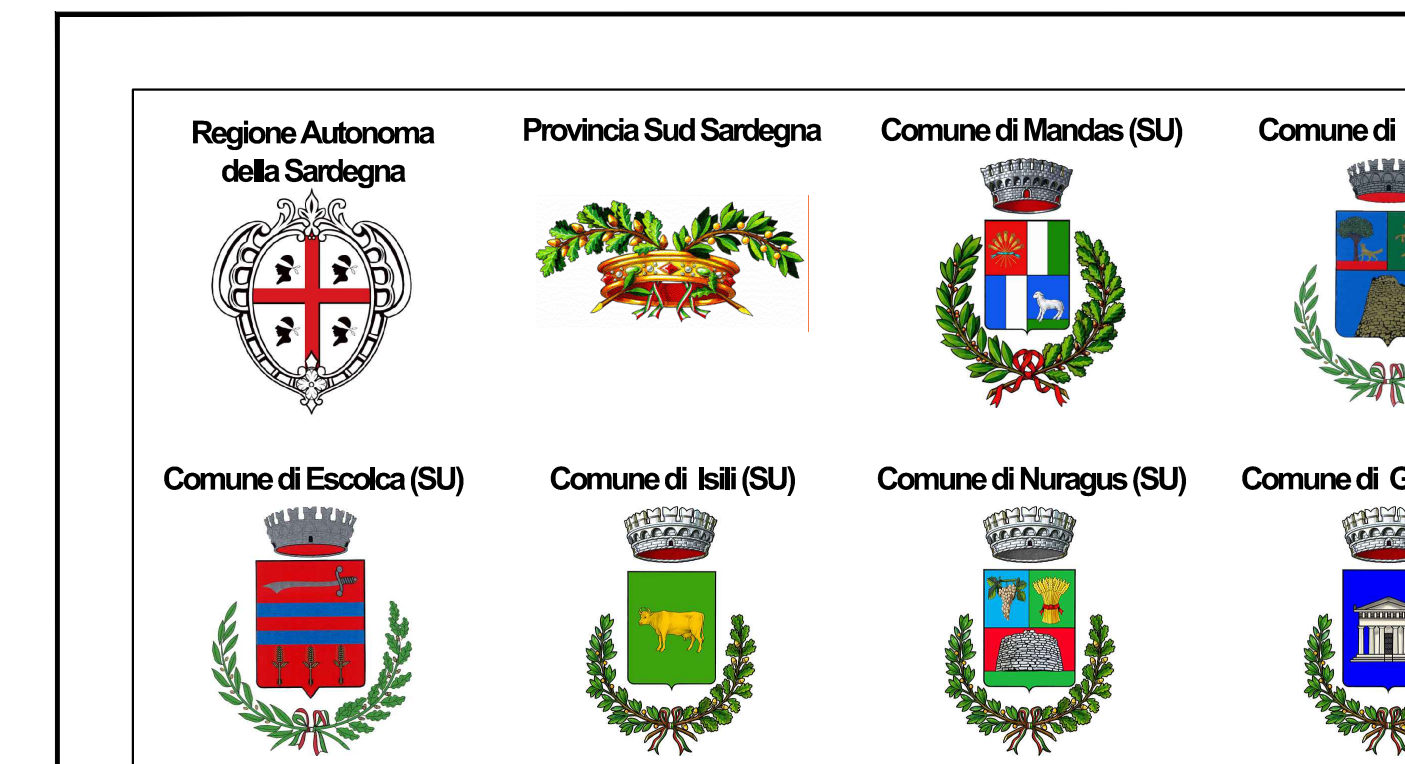 Regione Autonoma
della Sardegna
Provincia Sud Sardegna
Comune di Mandas (SU)
Comune di
Comune di Escolca (SU)
Comune di Isili (SU)
Comune di Nuragus (SU)
Comune di G